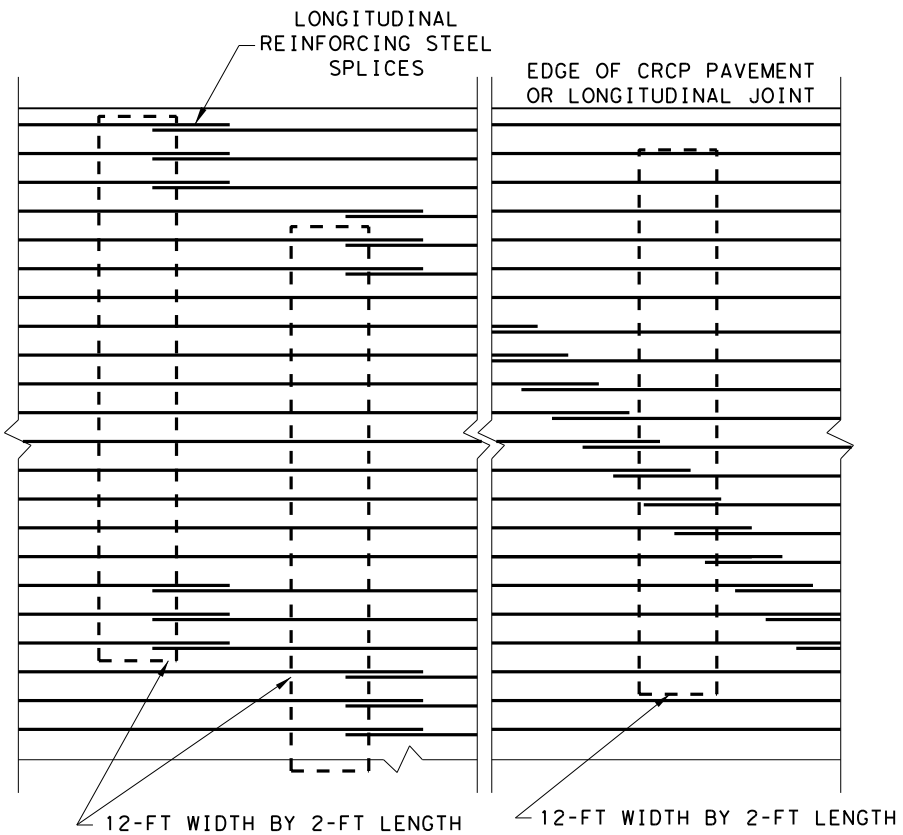 LONGITUDINAL
REINFORCING STEEL
SPLICES
EDGE OF CRCP PAVEMENT
OR LONGITUDINAL JOINT
12-FT WIDTH BY 2-FT LENGTH
12-FT WIDTH BY 2-FT LENGTH